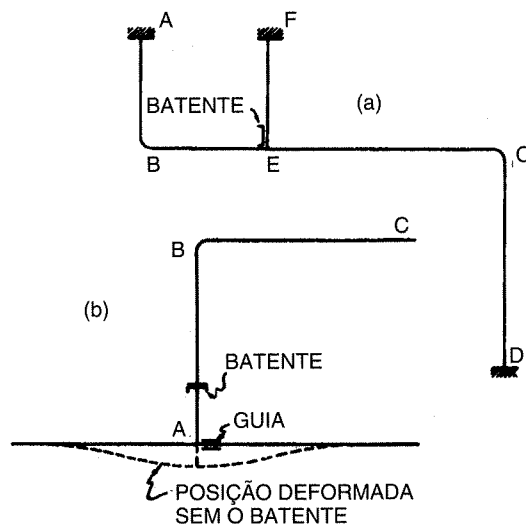 A
F
BATENTE
(a)
B
E
C
B
C
(b)
BATENTE
A
GUIA
D
POSIÇÃO DEFORMADA
SEM O BATENTE